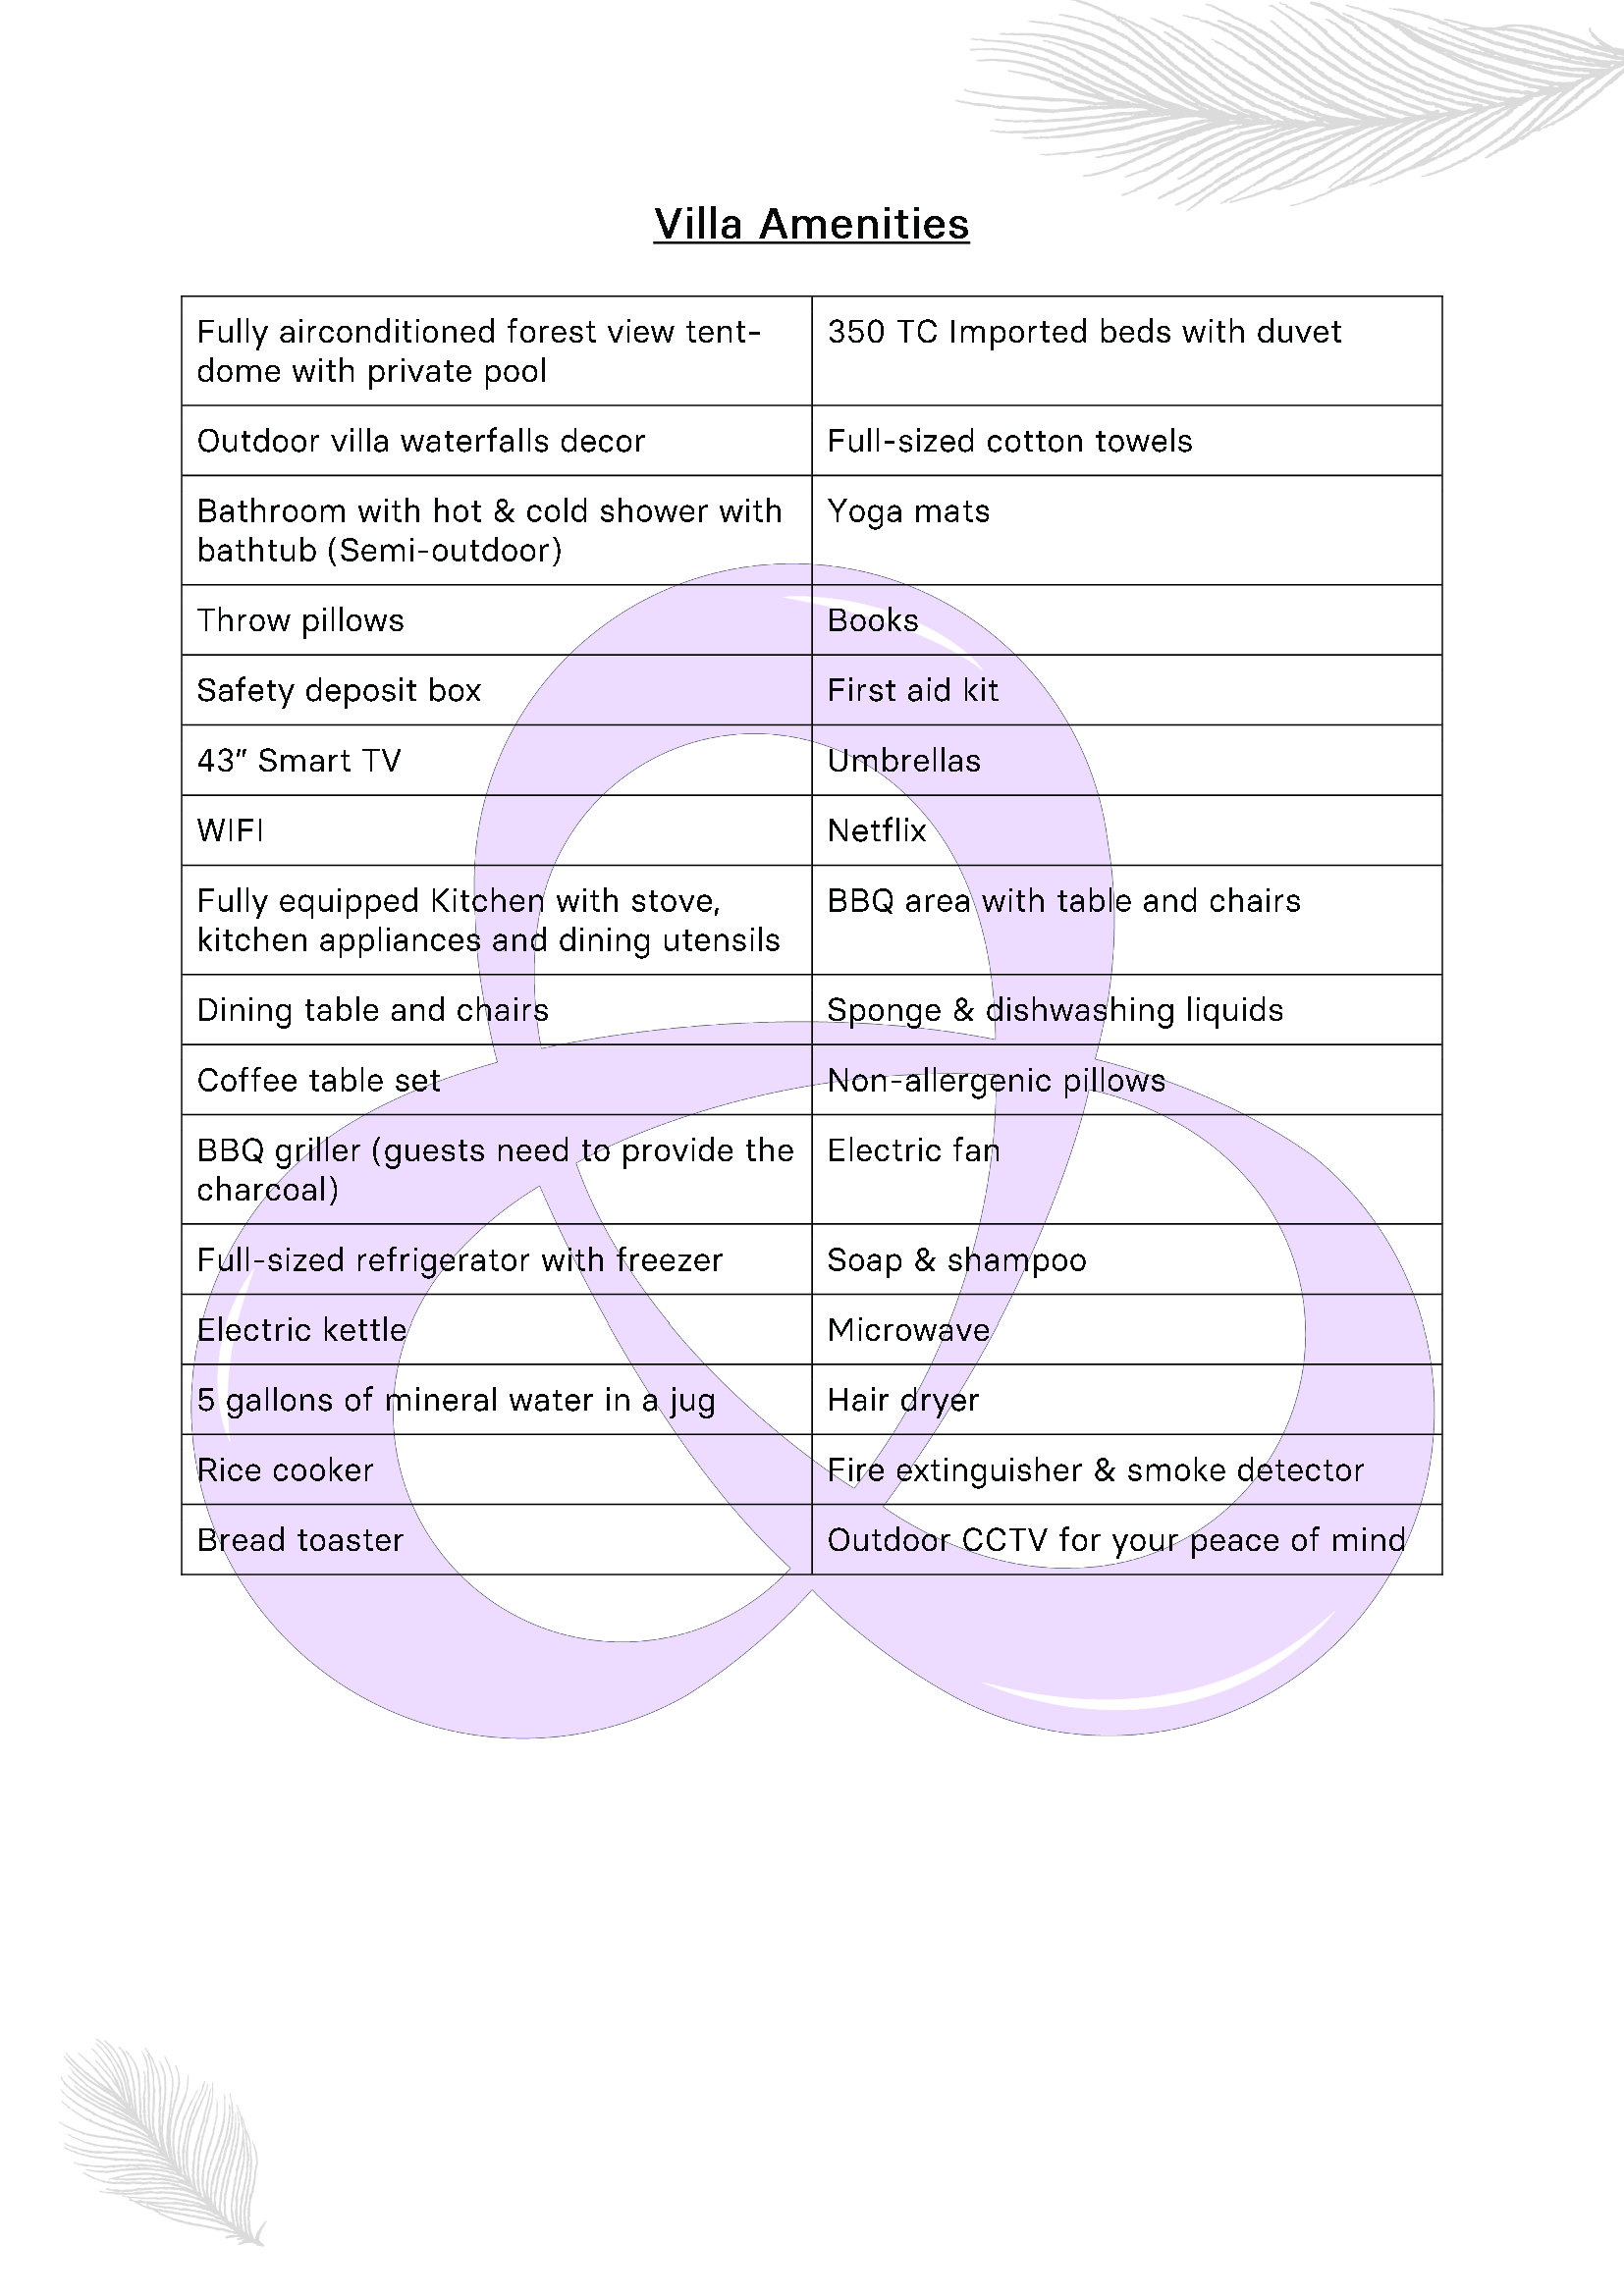 Villa Amenities
Fully airconditioned forest view tent-
dome with private pool
350 TC Imported beds with duvet
Outdoor villa waterfalls decor
Full-sized cotton towels
Bathroom with hot & cold shower with
bathtub (Semi-outdoor)
Yoga mats
Throw pillows
Books
Safety deposit box
First aid kit
43” Smart TV
Umbrellas
WIFI
Netflix
Fully equipped Kitchen with stove,
kitchen appliances and dining utensils
BBQ area with table and chairs
Dining table and chairs
Sponge & dishwashing liquids
Coffee table set
Non-allergenic pillows
BBQ griller (guests need to provide the
charcoal)
Electric fan
Full-sized refrigerator with freezer
Soap & shampoo
Electric kettle
Microwave
5 gallons of mineral water in a jug
Hair dryer
Rice cooker
Fire extinguisher & smoke detector
Bread toaster
Outdoor CCTV for your peace of mind